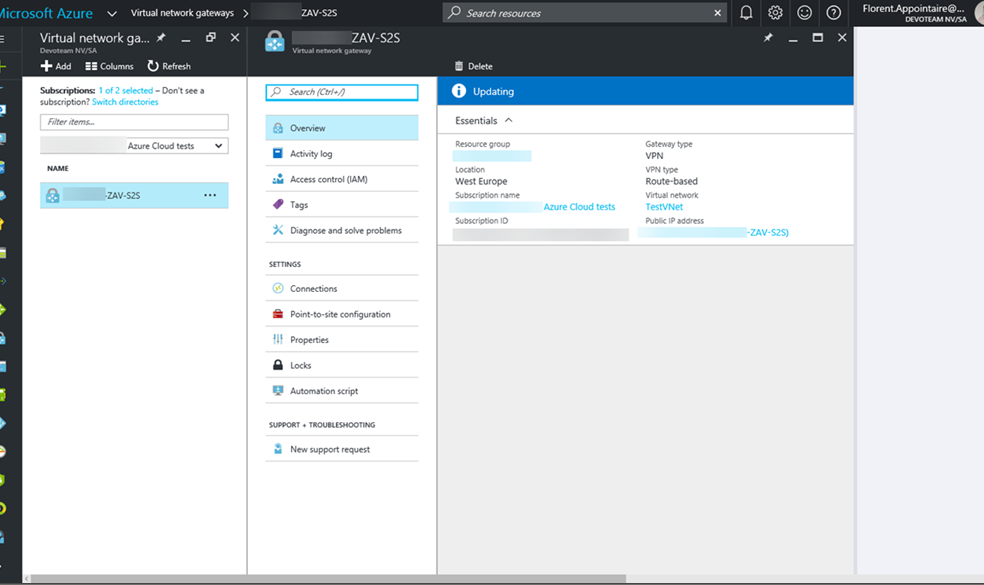 Microsoft Azure
Virtual network gateways
ZAV-S2S
Search resources
Florent.Appointaire@...
DEVOTEAM NV/SA
Virtual network ga...
Devoteam NV/SA
Add
Columns
Refresh
Subscriptions: 1 of 2 selected – Don't see a
subscription? Switch directories
Filter items...
Azure Cloud tests
NAME
-ZAV-S2S
ZAV-S2S
Virtual network gateway
Search (Ctrl+/)
Overview
Activity log
Access control (IAM)
Tags
Diagnose and solve problems
SETTINGS
Connections
Point-to-site configuration
Properties
Locks
Automation script
SUPPORT + TROUBLESHOOTING
New support request
Delete
Updating
Essentials
Resource group
Location
West Europe
Subscription name
Azure Cloud tests
Subscription ID
Gateway type
VPN
VPN type
Route-based
Virtual network
TestVNet
Public IP address
-ZAV-S2S)